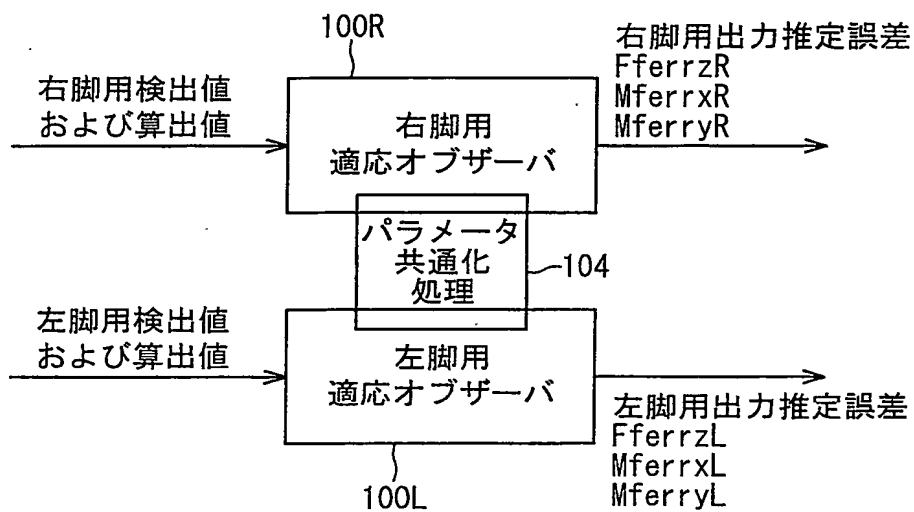 100R
右脚用検出値
および算出値
右脚用
適応オブザーバ
右脚用出力推定誤差
FferrzR
MferrxR
MferryR
パラメータ
共通化
処理
104
左脚用検出値
および算出値
左脚用
適応オブザーバ
100L
左脚用出力推定誤差
FferrzL
MferrxL
MferryL